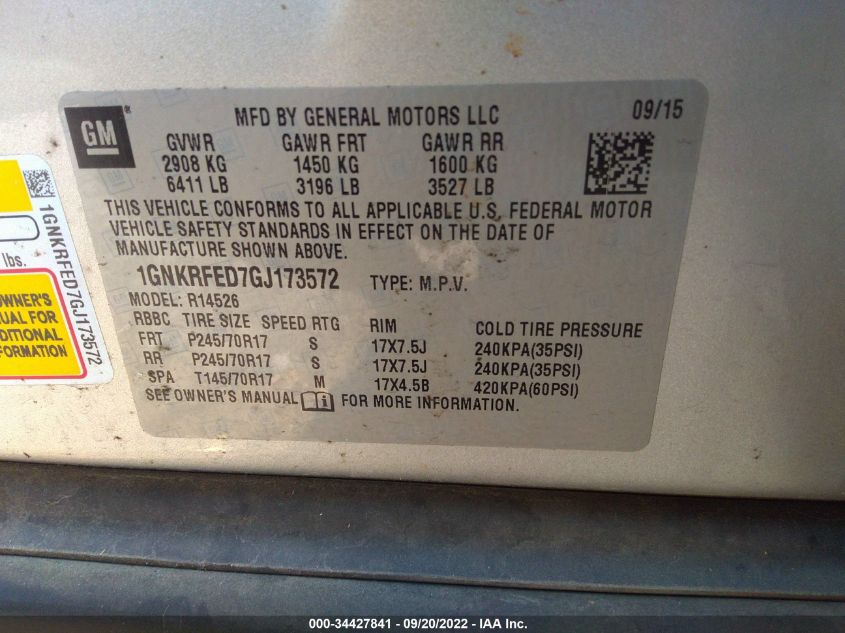 GM®
MFD BY GENERAL MOTORS LLC 09/15
GVWR GAWR FRT GAWR RR
2908 KG 1450 KG 1600 KG
6411 LB 3196 LB 3527 LB
THIS VEHICLE CONFORMS TO ALL APPLICABLE U.S. FEDERAL MOTOR
VEHICLE SAFETY STANDARDS IN EFFECT ON THE DATE OF
MANUFACTURE SHOWN ABOVE.
1GNKRFED7GJ173572 TYPE: M.P.V.
MODEL: R14526
RBBC TIRE SIZE SPEED RTG RIM COLD TIRE PRESSURE
FRT P245/70R17 S 17X7.5J 240KPA(35PSI)
RR P245/70R17 S 17X7.5J 240KPA(35PSI)
SPA T145/70R17 M 17X4.5B 420KPA(60PSI)
SEE OWNER'S MANUAL i FOR MORE INFORMATION.
1GNKRFED7GJ173572
lbs.
WNER'S
UAL FOR
DITIONAL
FORMATION
000-34427841 - 09/20/2022 - IAA Inc.